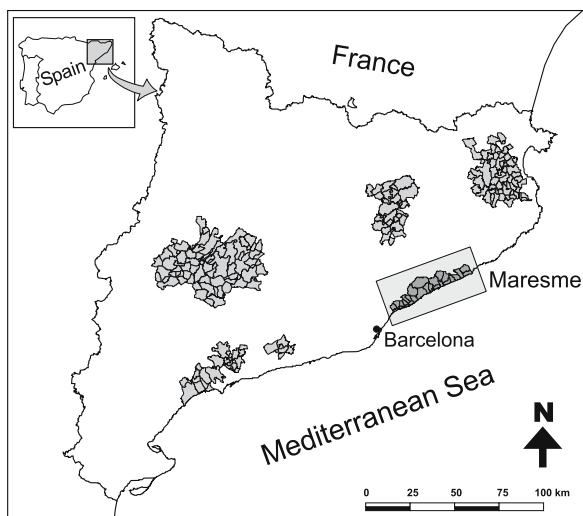 Spain
France
Maresme
Barcelona
Mediterranean Sea
N
0 25 50 75 100 km